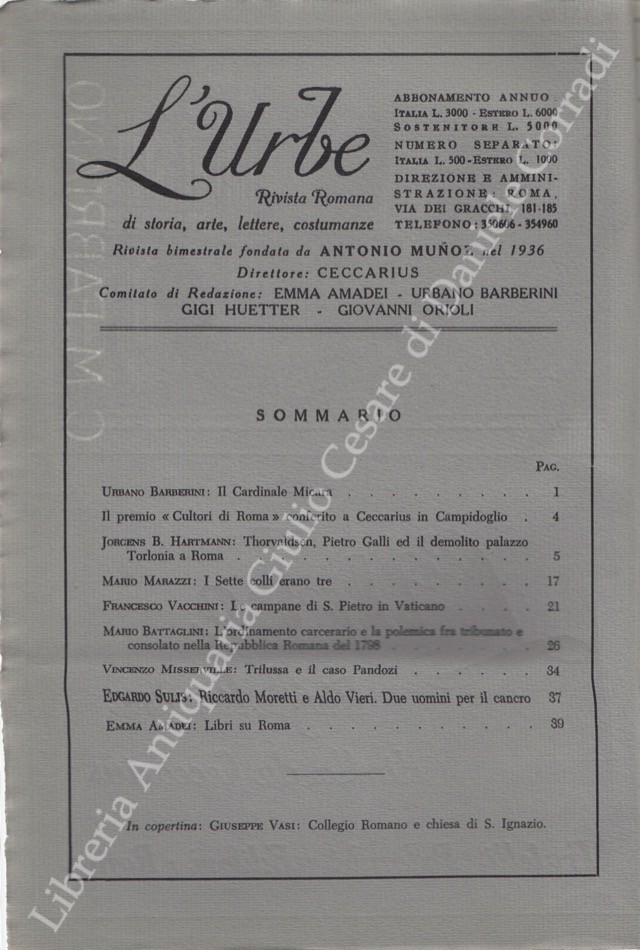 L'Urbe
Rivista Romana
di storia, arte, lettere, costumanze
ABBONAMENTO ANNUO:
ITALIA L. 3000 - ESTERO L. 6000
SOSTENITORE L. 5000
NUMERO SEPARATO:
ITALIA L. 500 - ESTERO L. 1000
DIREZIONE E AMMINI-
STRAZIONE: ROMA,
VIA DEI GRACCHI, 181-185
TELEFONO: 350606 - 354960
Rivista bimestrale fondata da ANTONIO MUÑOZ nel 1936
Direttore: CECCARIUS
Comitato di Redazione: EMMA AMADEI - URBANO BARBERINI
GIGI HUETTER - GIOVANNI ORIOLI
SOMMARIO
PAG.
URBANO BARBERINI: Il Cardinale Micara . . . . . . . . . . 1
Il premio « Cultori di Roma » conferito a Ceccarius in Campidoglio . 4
JORGENS B. HARTMANN: Thorvaldsen, Pietro Galli ed il demolito palazzo
Torlonia a Roma . . . . . . . . . . . . . 5
MARIO MARAZZI: I Sette colli erano tre . . . . . . . . . 17
FRANCESCO VACCHINI: Le campane di S. Pietro in Vaticano . . . . 21
MARIO BATTAGLINI: L'ordinamento carcerario e la polemica fra tribunato e
consolato nella Repubblica Romana del 1798 . . . . . . . 26
VINCENZO MISSERVILLE: Trilussa e il caso Pandozi . . . . . . 34
EDGARDO SULIS: Riccardo Moretti e Aldo Vieri. Due uomini per il cancro 37
EMMA AMADEI: Libri su Roma . . . . . . . . . . . 39
In copertina: GIUSEPPE VASI: Collegio Romano e chiesa di S. Ignazio.
Libreria Antiquaria Giulio Cesare di Daniele Corradi
C M FABRIANO